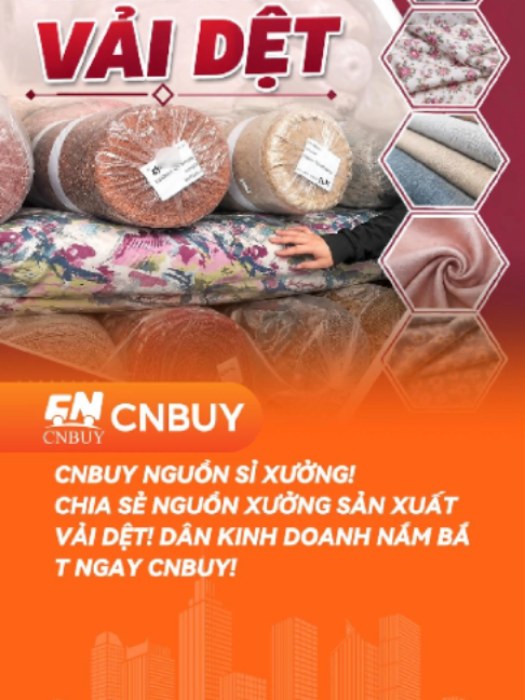 VẢI DỆT
CN
CNBUY
CNBUY
CNBUY NGUỒN SỈ XƯỞNG!
CHIA SẺ NGUỒN XƯỞNG SẢN XUẤT
VẢI DỆT! DÂN KINH DOANH NẮM BẮ
T NGAY CNBUY!